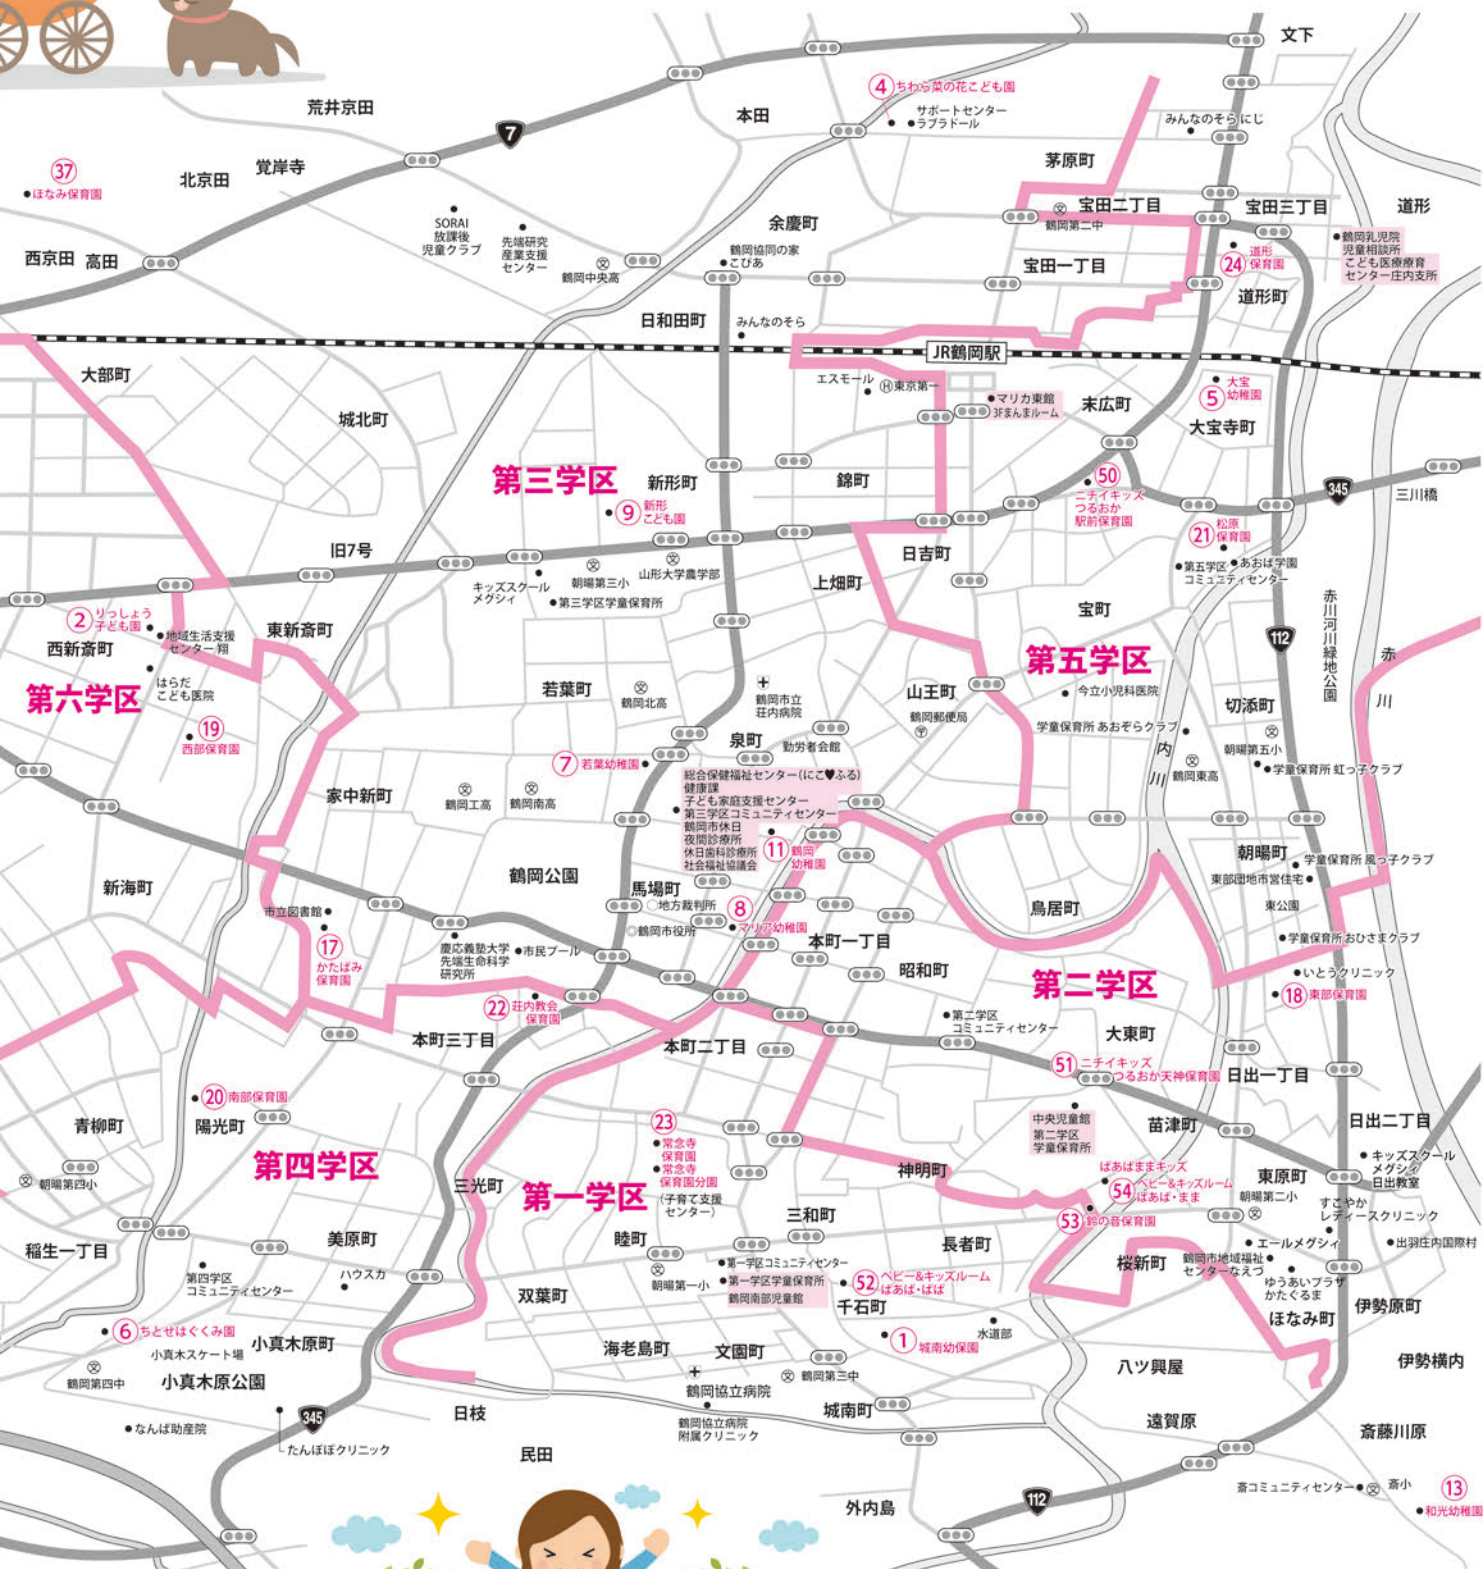 文下
荒井京田
本田
④ちわら菜の花こども園
サポートセンター
ラブラドール
みんなのそら にじ
7
茅原町
覚岸寺
北京田
㊲
ほなみ保育園
宝田二丁目
鶴岡第二中
宝田三丁目
道形
SORAI
放課後
児童クラブ
先端研究
産業支援
センター
余慶町
鶴岡協同の家
こぴあ
鶴岡乳児院
児童相談所
こども医療療育
センター庄内支所
西京田
高田
鶴岡中央高
宝田一丁目
㉔
道形
保育園
道形町
日和田町
みんなのそら
JR鶴岡駅
大部町
エスモール
Ⓗ東京第一
マリカ東館
3Fまんまルーム
末広町
⑤
大宝
幼稚園
大宝寺町
城北町
第三学区
新形町
錦町
㊿
ニチイキッズ
つるおか
駅前保育園
345
三川橋
⑨
新形
こども園
㉑
松原
保育園
旧7号
日吉町
キッズスクール
メグシィ
朝暘第三小
山形大学農学部
第三学区学童保育所
上畑町
第五学区
コミュニティセンター
あおば学園
②
りっしょう
子ども園
地域生活支援
センター翔
西新斎町
東新斎町
宝町
赤川河川緑地公園
112
第五学区
赤川
はらだ
こども医院
第六学区
若葉町
鶴岡北高
鶴岡市立
荘内病院
山王町
今立小児科医院
鶴岡郵便局
切添町
⑲
西部保育園
泉町
勤労者会館
学童保育所 あおぞらクラブ
内川
朝暘第五小
鶴岡東高
学童保育所 虹っ子クラブ
⑦若葉幼稚園
総合保健福祉センター(にこ♥ふる)
健康課
子ども家庭支援センター
第三学区コミュニティセンター
鶴岡市休日
夜間診療所
休日歯科診療所
社会福祉協議会
家中新町
鶴岡工高
鶴岡南高
⑪
鶴岡
幼稚園
朝暘町
学童保育所 風っ子クラブ
東部団地市営住宅
新海町
鶴岡公園
馬場町
地方裁判所
鶴岡市役所
⑧
マリア幼稚園
鳥居町
東公園
市立図書館
学童保育所 おひさまクラブ
⑰
かたばみ
保育園
慶応義塾大学
先端生命科学
研究所
市民プール
本町一丁目
昭和町
第二学区
いとうクリニック
⑱東部保育園
㉒
荘内教会
保育園
第二学区
コミュニティセンター
大東町
本町三丁目
本町二丁目
51
ニチイキッズ
つるおか天神保育園
日出一丁目
⑳南部保育園
青柳町
陽光町
㉓
常念寺
保育園
常念寺
保育園分園
(子育て支援
センター)
中央児童館
第二学区
学童保育所
苗津町
日出二丁目
キッズスクール
メグシィ
日出教室
第四学区
朝暘第四小
三光町
第一学区
神明町
ばあばままキッズ
54
ベビー&キッズルーム
ばあば・まま
東原町
朝暘第二小
すこやか
レディースクリニック
53鈴の音保育園
三和町
稲生一丁目
美原町
睦町
長者町
エールメグシィ
出羽庄内国際村
桜新町
鶴岡市地域福祉
センターなえづ
第四学区
コミュニティセンター
ハウスカ
朝暘第一小
第一学区コミュニティセンター
第一学区学童保育所
鶴岡南部児童館
52
ベビー&キッズルーム
ばあば・ばば
ゆうあいプラザ
かたぐるま
双葉町
千石町
ほなみ町
伊勢原町
⑥ちとせはぐくみ園
小真木原町
小真木スケート場
①城南幼保園
水道部
海老島町
文園町
鶴岡第四中
小真木原公園
鶴岡第三中
鶴岡協立病院
八ツ興屋
伊勢横内
鶴岡協立病院
附属クリニック
日枝
城南町
345
なんば助産院
たんぽぽクリニック
遠賀原
斎藤川原
民田
斎コミュニティセンター
斎小
⑬
和光幼稚園
外内島
112